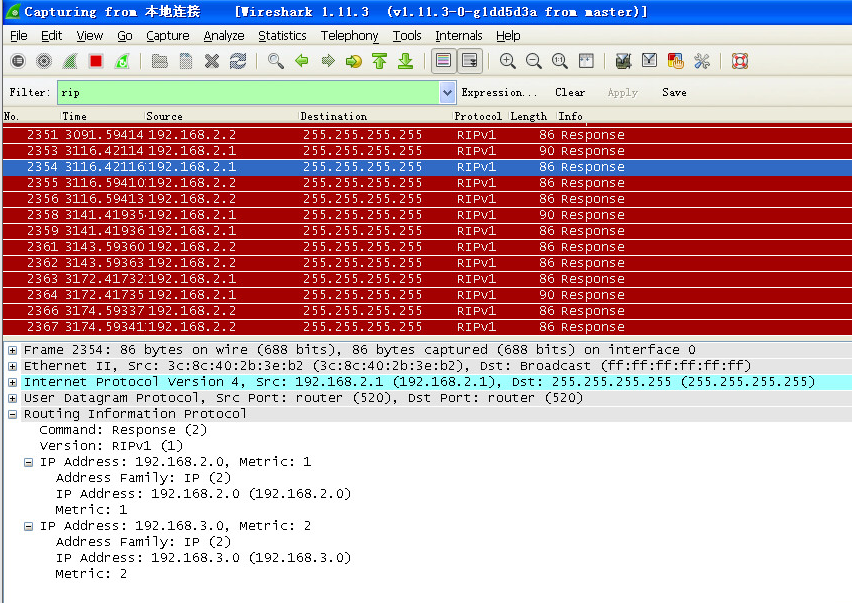 Capturing from 本地连接 [Wireshark 1.11.3 (v1.11.3-0-g1dd5d3a from master)]
File Edit View Go Capture Analyze Statistics Telephony Tools Internals Help
Filter: rip Expression... Clear Apply Save
No. Time Source Destination Protocol Length Info
2351 3091.59414 192.168.2.2 255.255.255.255 RIPv1 86 Response
2353 3116.42114 192.168.2.1 255.255.255.255 RIPv1 90 Response
2354 3116.42116 192.168.2.1 255.255.255.255 RIPv1 86 Response
2355 3116.59410 192.168.2.2 255.255.255.255 RIPv1 86 Response
2356 3116.59413 192.168.2.2 255.255.255.255 RIPv1 86 Response
2358 3141.41935 192.168.2.1 255.255.255.255 RIPv1 90 Response
2359 3141.41936 192.168.2.1 255.255.255.255 RIPv1 86 Response
2361 3143.59360 192.168.2.2 255.255.255.255 RIPv1 86 Response
2362 3143.59363 192.168.2.2 255.255.255.255 RIPv1 86 Response
2363 3172.41732 192.168.2.1 255.255.255.255 RIPv1 86 Response
2364 3172.41735 192.168.2.1 255.255.255.255 RIPv1 90 Response
2366 3174.59337 192.168.2.2 255.255.255.255 RIPv1 86 Response
2367 3174.59341 192.168.2.2 255.255.255.255 RIPv1 86 Response
Frame 2354: 86 bytes on wire (688 bits), 86 bytes captured (688 bits) on interface 0
Ethernet II, Src: 3c:8c:40:2b:3e:b2 (3c:8c:40:2b:3e:b2), Dst: Broadcast (ff:ff:ff:ff:ff:ff)
Internet Protocol Version 4, Src: 192.168.2.1 (192.168.2.1), Dst: 255.255.255.255 (255.255.255.255)
User Datagram Protocol, Src Port: router (520), Dst Port: router (520)
Routing Information Protocol
Command: Response (2)
Version: RIPv1 (1)
IP Address: 192.168.2.0, Metric: 1
Address Family: IP (2)
IP Address: 192.168.2.0 (192.168.2.0)
Metric: 1
IP Address: 192.168.3.0, Metric: 2
Address Family: IP (2)
IP Address: 192.168.3.0 (192.168.3.0)
Metric: 2